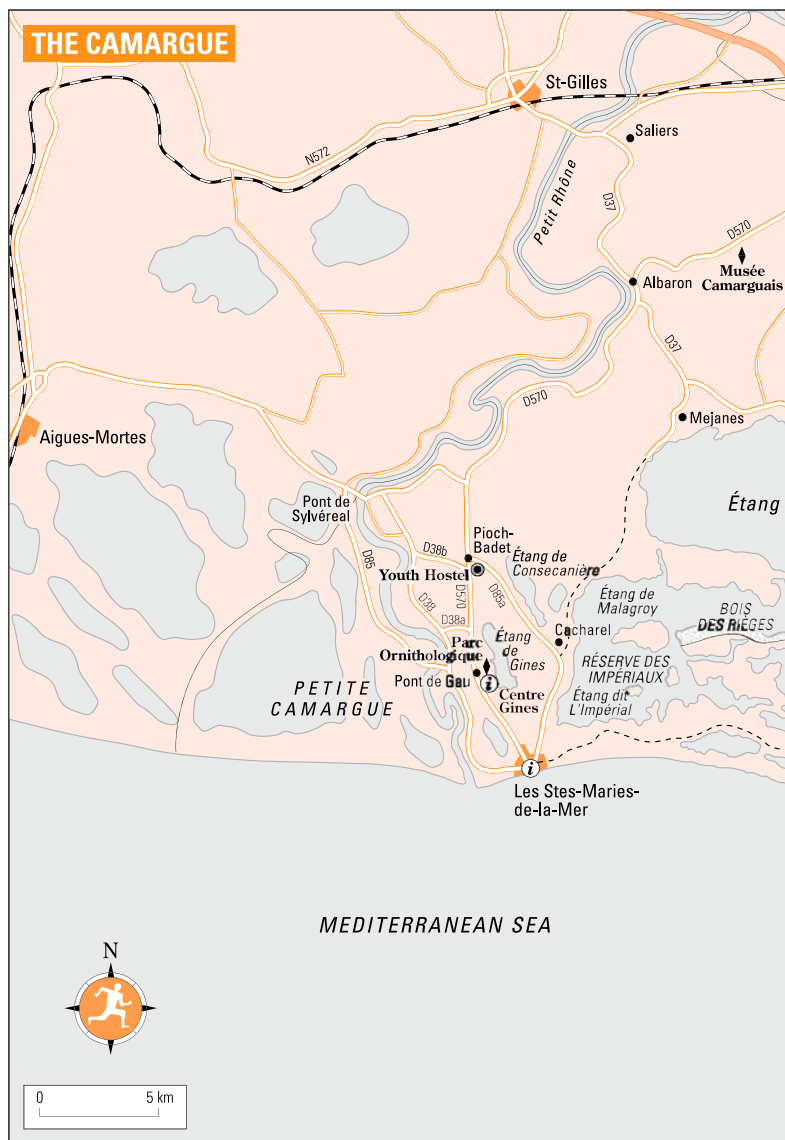 THE CAMARGUE
St-Gilles
Saliers
N572
Petit Rhône
D37
D570
Musée
Camarguais
Albaron
D37
D570
Mejanes
Aigues-Mortes
Étang
Pont de
Sylvéreal
Pioch-
Badet
D38b
Étang de
Consecanière
Youth Hostel
D85
D570
D85a
D38
D38a
Étang de
Malagroy
BOIS
DES RIÈGES
Cacharel
Parc
Ornithologique
Étang
de
Gines
RÉSERVE DES
IMPÉRIAUX
Pont de Gau
i
Centre
Gines
Étang dit
L'Impérial
PETITE
CAMARGUE
i
Les Stes-Maries-
de-la-Mer
MEDITERRANEAN SEA
N
0 5 km